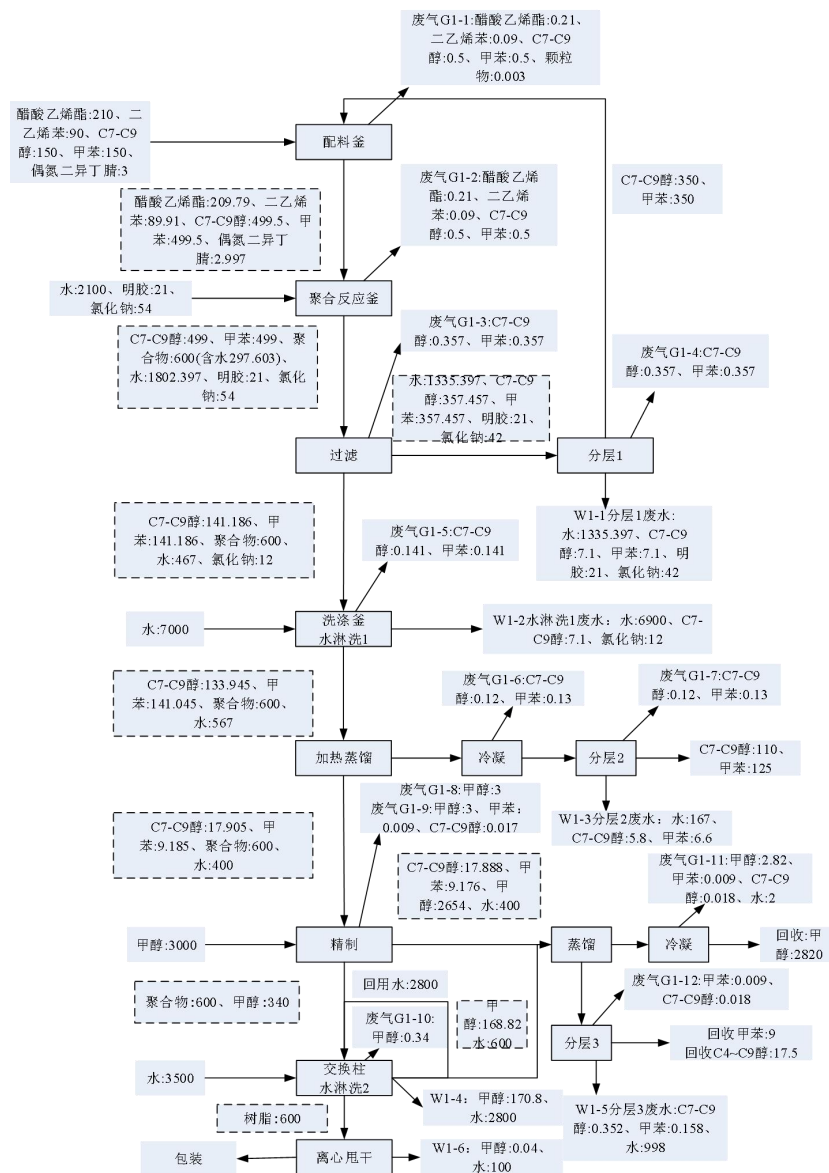 废气G1-1:醋酸乙烯酯:0.21、
二乙烯苯:0.09、C7-C9
醇:0.5、甲苯:0.5、颗粒
物:0.003
醋酸乙烯酯:210、二
乙烯苯:90、C7-C9
醇:150、甲苯:150、
偶氮二异丁腈:3
配料釜
C7-C9醇:350、
甲苯:350
废气G1-2:醋酸乙烯
酯:0.21、二乙烯
苯:0.09、C7-C9
醇:0.5、甲苯:0.5
醋酸乙烯酯:209.79、二乙烯
苯:89.91、C7-C9醇:499.5、甲
苯:499.5、偶氮二异丁
腈:2.997
水:2100、明胶:21、
氯化钠:54
聚合反应釜
废气G1-3:C7-C9
醇:0.357、甲苯:0.357
C7-C9醇:499、甲苯:499、聚
合物:600(含水297.603)、
水:1802.397、明胶:21、氯化
钠:54
废气G1-4:C7-C9
醇:0.357、甲苯:0.357
水:1335.397、C7-C9
醇:357.457、甲
苯:357.457、明胶:21、
氯化钠:42
过滤
分层1
C7-C9醇:141.186、甲
苯:141.186、聚合物:600、
水:467、氯化钠:12
废气G1-5:C7-C9
醇:0.141、甲苯:0.141
W1-1分层1废水:
水:1335.397、C7-C9
醇:7.1、甲苯:7.1、明
胶:21、氯化钠:42
水:7000
洗涤釜
水淋洗1
W1-2水淋洗1废水：水:6900、C7-
C9醇:7.1、氯化钠:12
C7-C9醇:133.945、甲
苯:141.045、聚合物:600、
水:567
废气G1-6:C7-C9
醇:0.12、甲苯:0.13
废气G1-7:C7-C9
醇:0.12、甲苯:0.13
加热蒸馏
冷凝
分层2
C7-C9醇:110、
甲苯:125
废气G1-8:甲醇:3
废气G1-9:甲醇:3、甲苯:
0.009、C7-C9醇:0.017
W1-3分层2废水：水:167、
C7-C9醇:5.8、甲苯:6.6
C7-C9醇:17.905、甲
苯:9.185、聚合物:600、
水:400
C7-C9醇:17.888、甲
苯:9.176、甲
醇:2654、水:400
废气G1-11:甲醇:2.82、
甲苯:0.009、C7-C9
醇:0.018、水:2
甲醇:3000
精制
蒸馏
冷凝
回收:甲
醇:2820
聚合物:600、甲醇:340
回用水:2800
废气G1-12:甲苯:0.009、
C7-C9醇:0.018
废气G1-10:
甲醇:0.34
甲
醇:168.82
水:600
分层3
回收甲苯:9
回收C4~C9醇:17.5
水:3500
交换柱
水淋洗2
W1-4：甲醇:170.8、
水:2800
W1-5分层3废水:C7-C9
醇:0.352、甲苯:0.158、
水:998
树脂:600
包装
离心甩干
W1-6：甲醇:0.04、
水:100